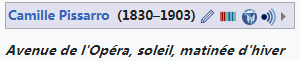 Camille Pissarro (1830–1903)
Avenue de l'Opéra, soleil, matinée d'hiver